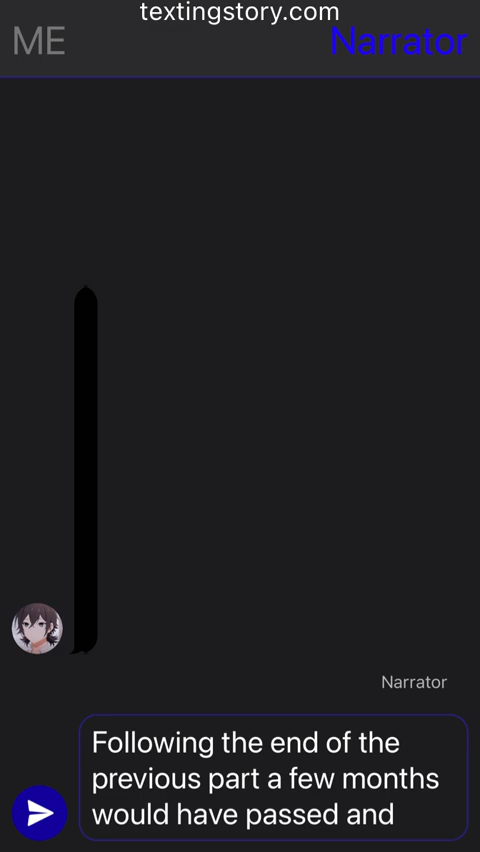 textingstory.com
ME
Narrator
Narrator
Following the end of the
previous part a few months
would have passed and